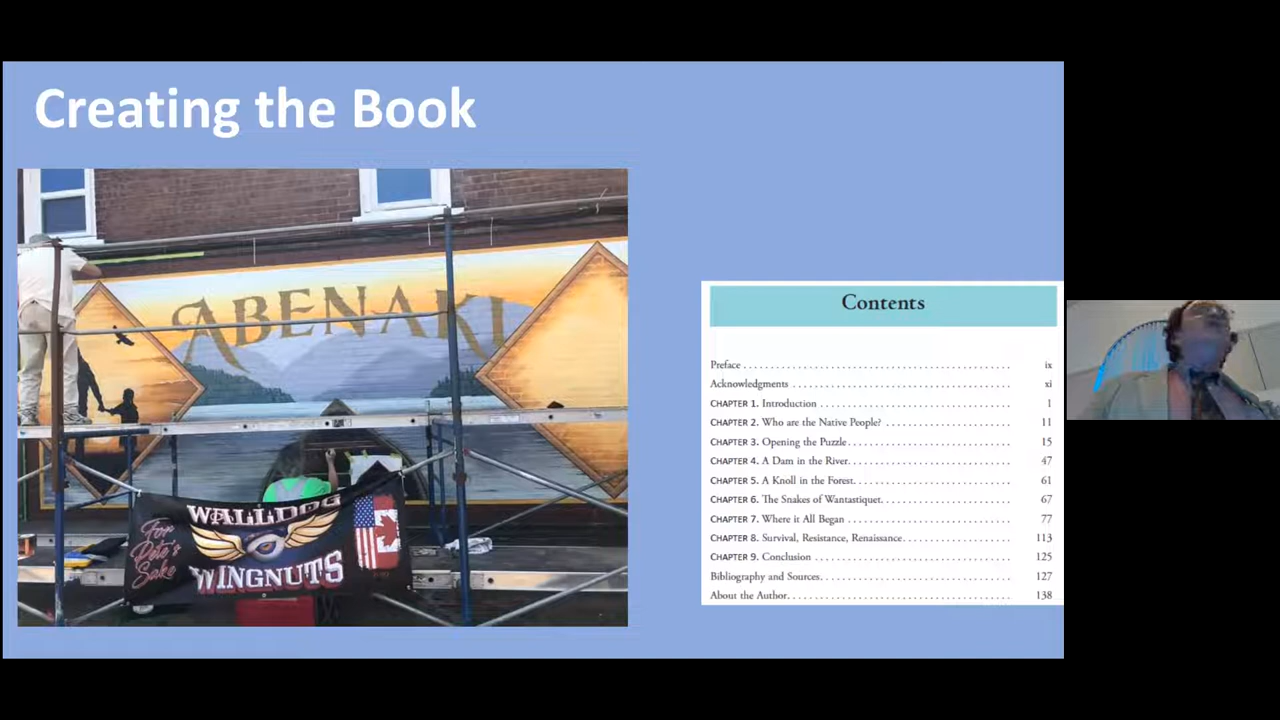 Creating the Book
ABENAKI
WALLDOG
For
Pete's
Sake
WINGNUTS
Contents
Preface ix
Acknowledgments xi
CHAPTER 1. Introduction 1
CHAPTER 2. Who are the Native People? 11
CHAPTER 3. Opening the Puzzle 15
CHAPTER 4. A Dam in the River. 47
CHAPTER 5. A Knoll in the Forest. 61
CHAPTER 6. The Snakes of Wantastiquet. 67
CHAPTER 7. Where it All Began 77
CHAPTER 8. Survival, Resistance, Renaissance. 113
CHAPTER 9. Conclusion 125
Bibliography and Sources. 127
About the Author. 138